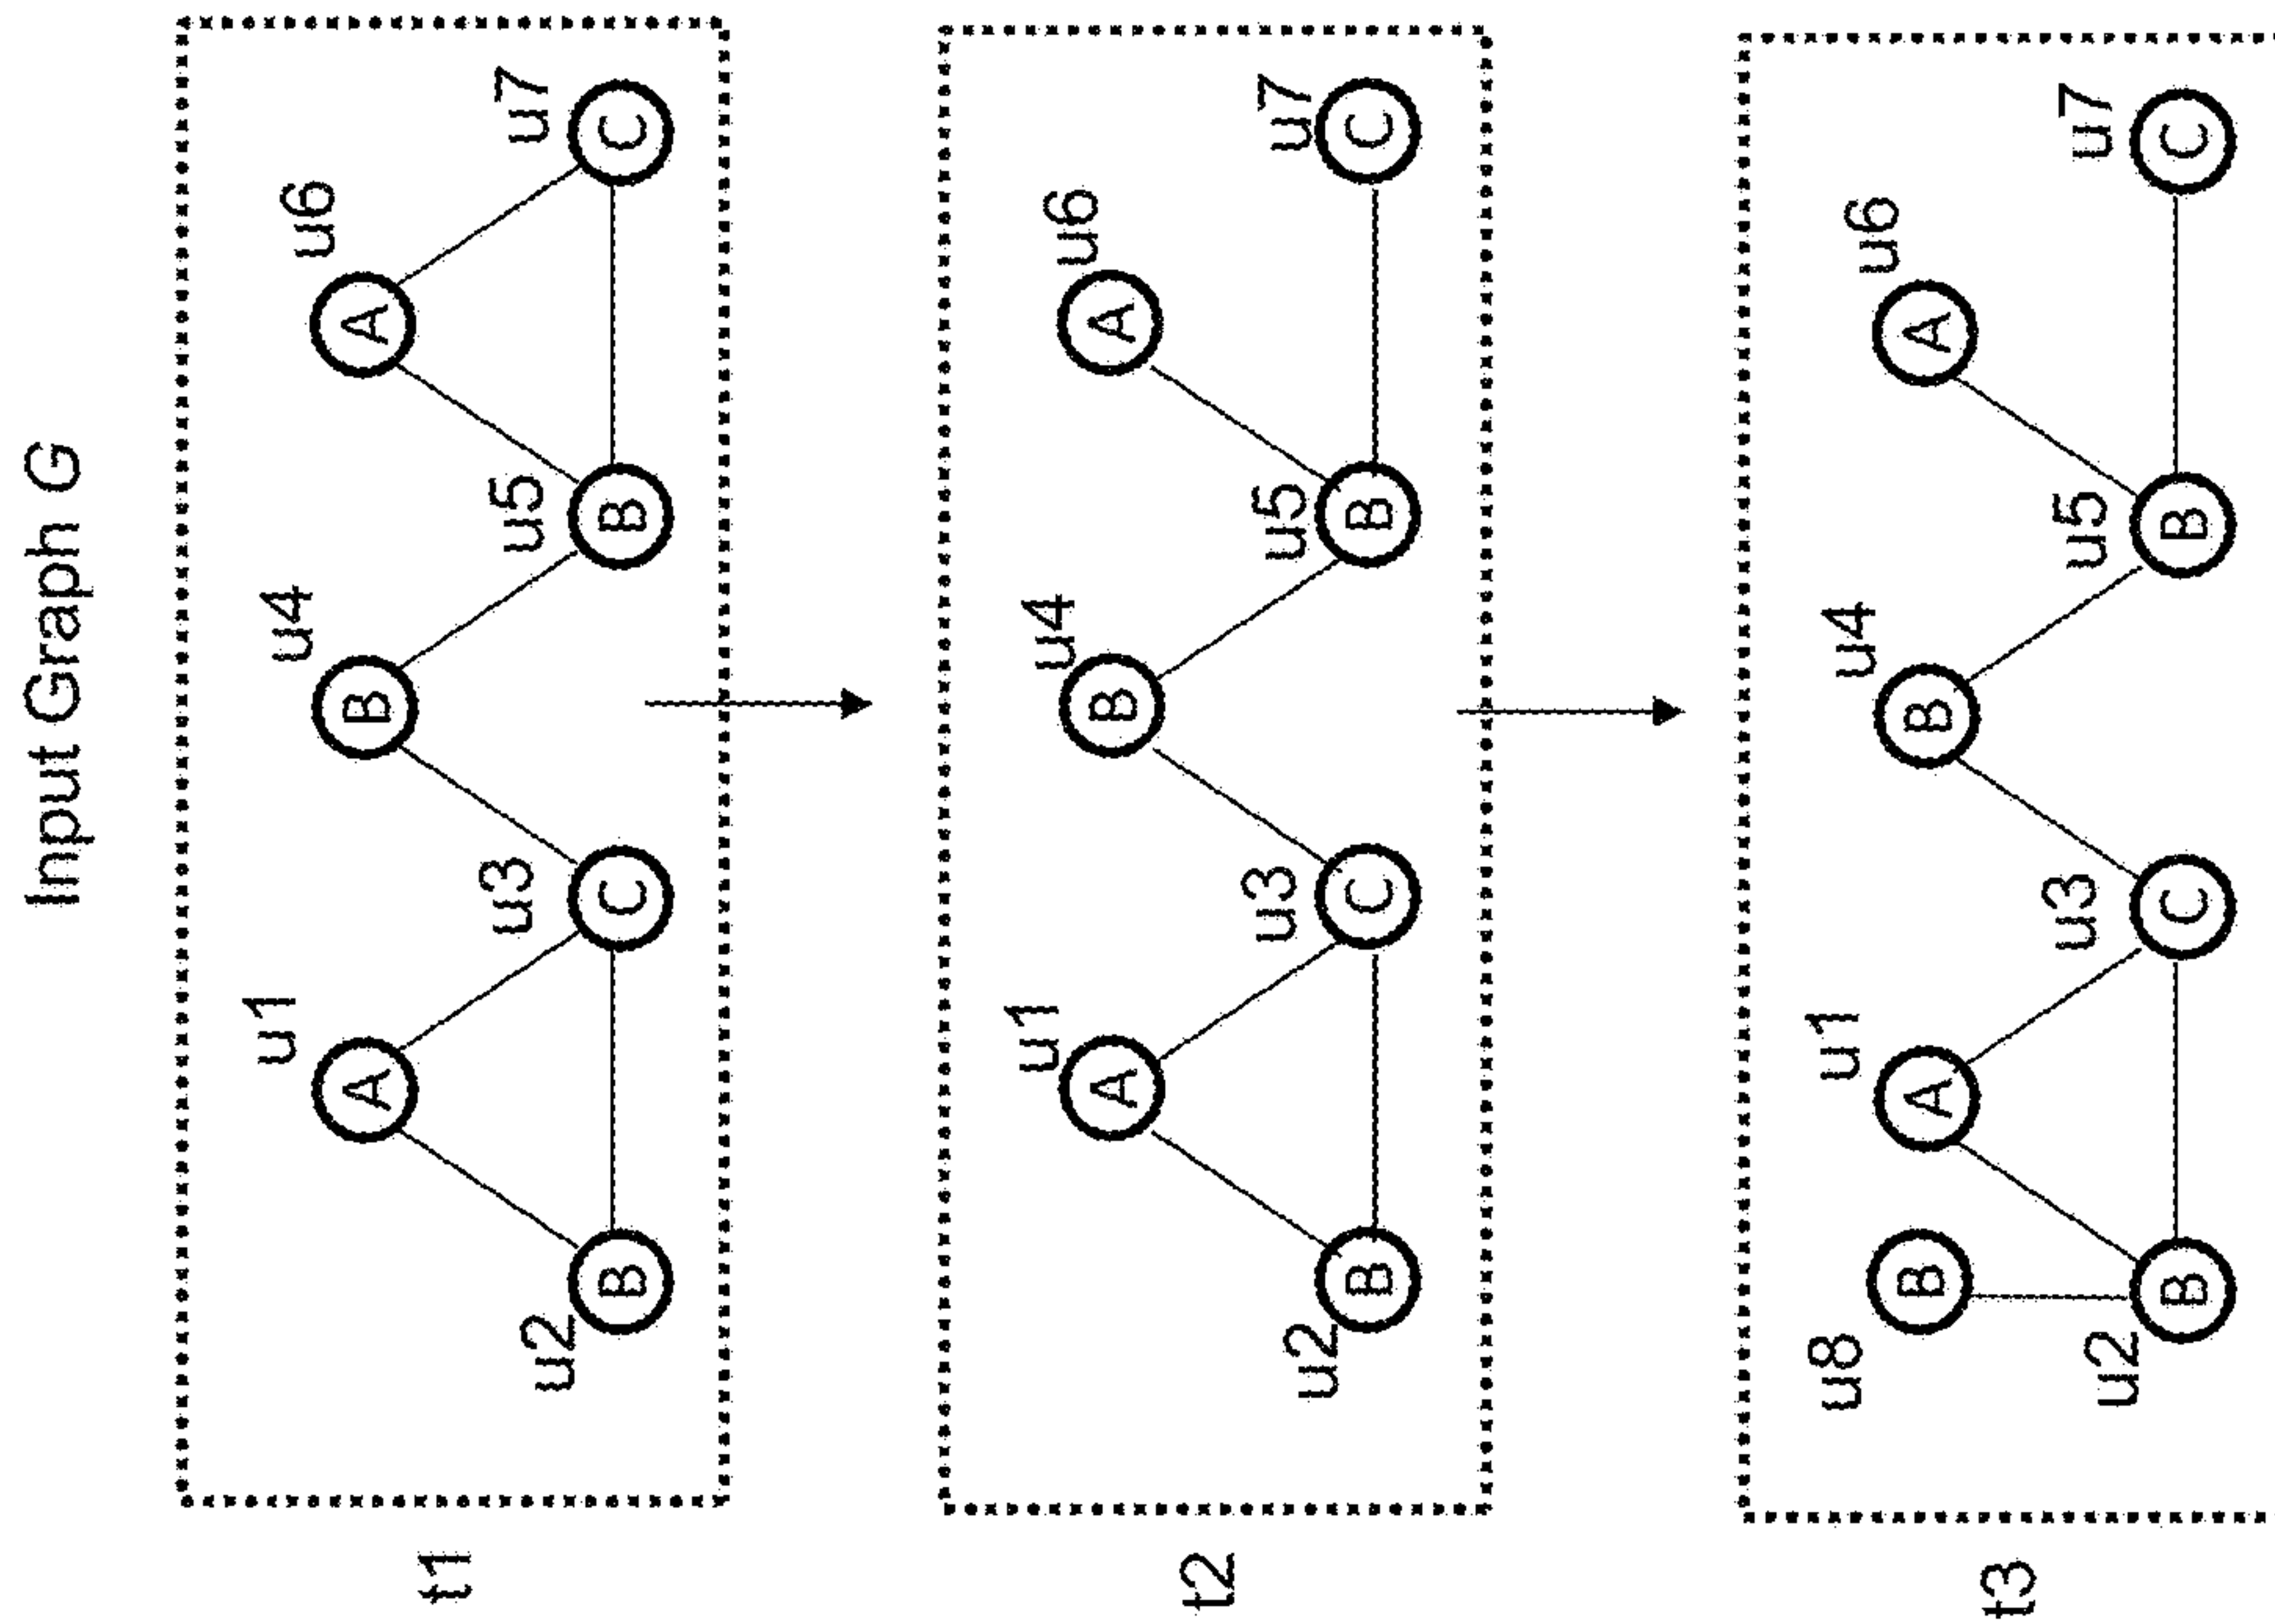 Input Graph G
u1 u4 u6
A B A
t1
u2 u3 u5 u7
B C B C
u1 u4 u6
A B A
t2
u2 u3 u5 u7
B C B C
u8 u1 u4 u6
B A B A
t3
u2 u3 u5 u7
B C B C